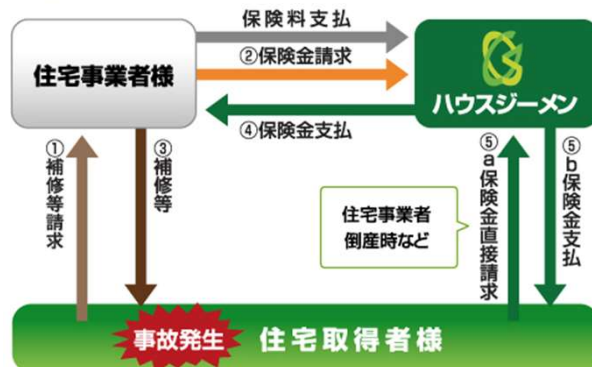 保険料支払
②保険金請求
住宅事業者様
ハウスジーメン
④保険金支払
①補修等請求
③補修等
住宅事業者
倒産時など
⑤a保険金直接請求
⑤b保険金支払
事故発生
住宅取得者様